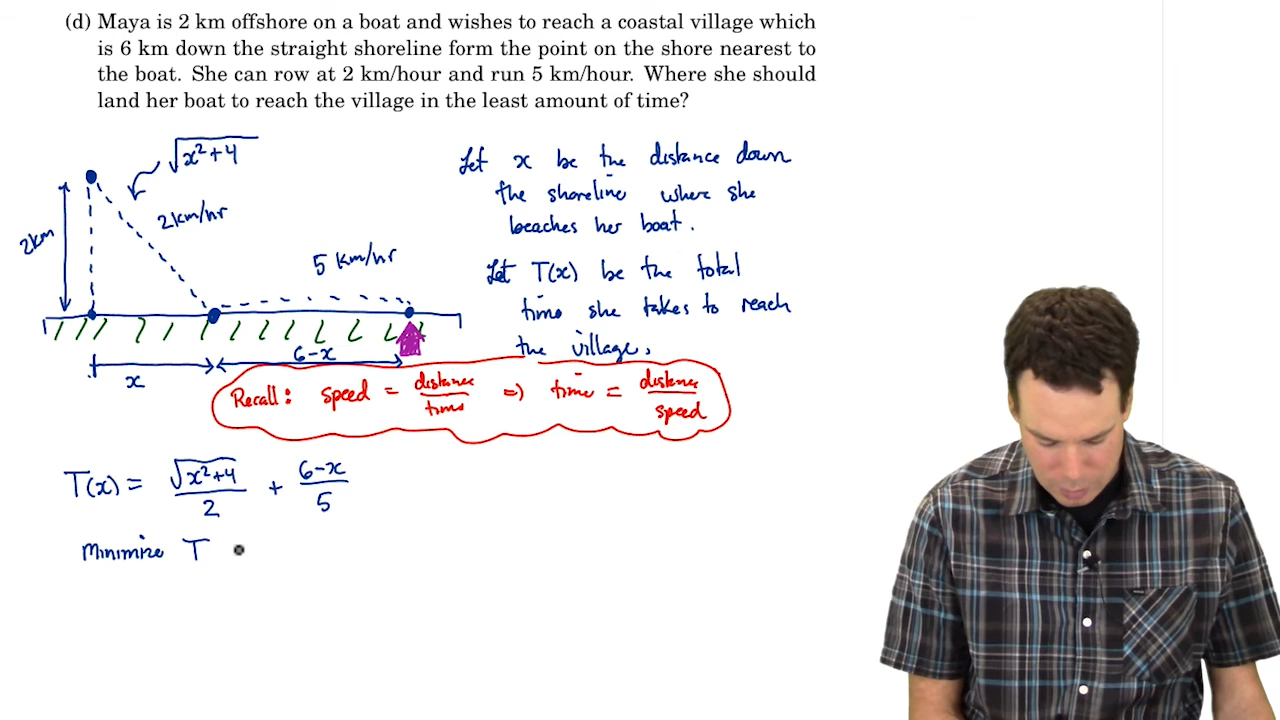 (d) Maya is 2 km offshore on a boat and wishes to reach a coastal village which
is 6 km down the straight shoreline form the point on the shore nearest to
the boat. She can row at 2 km/hour and run 5 km/hour. Where she should
land her boat to reach the village in the least amount of time?
√x²+4
2km/hr
2km
5 km/hr
6-x
x
Let x be the distance down
the shoreline where she
beaches her boat.
Let T(x) be the total
time she takes to reach
the village.
Recall: speed = distance/time ⇒ time = distance/speed
T(x) = √x²+4/2 + 6-x/5
Minimize T